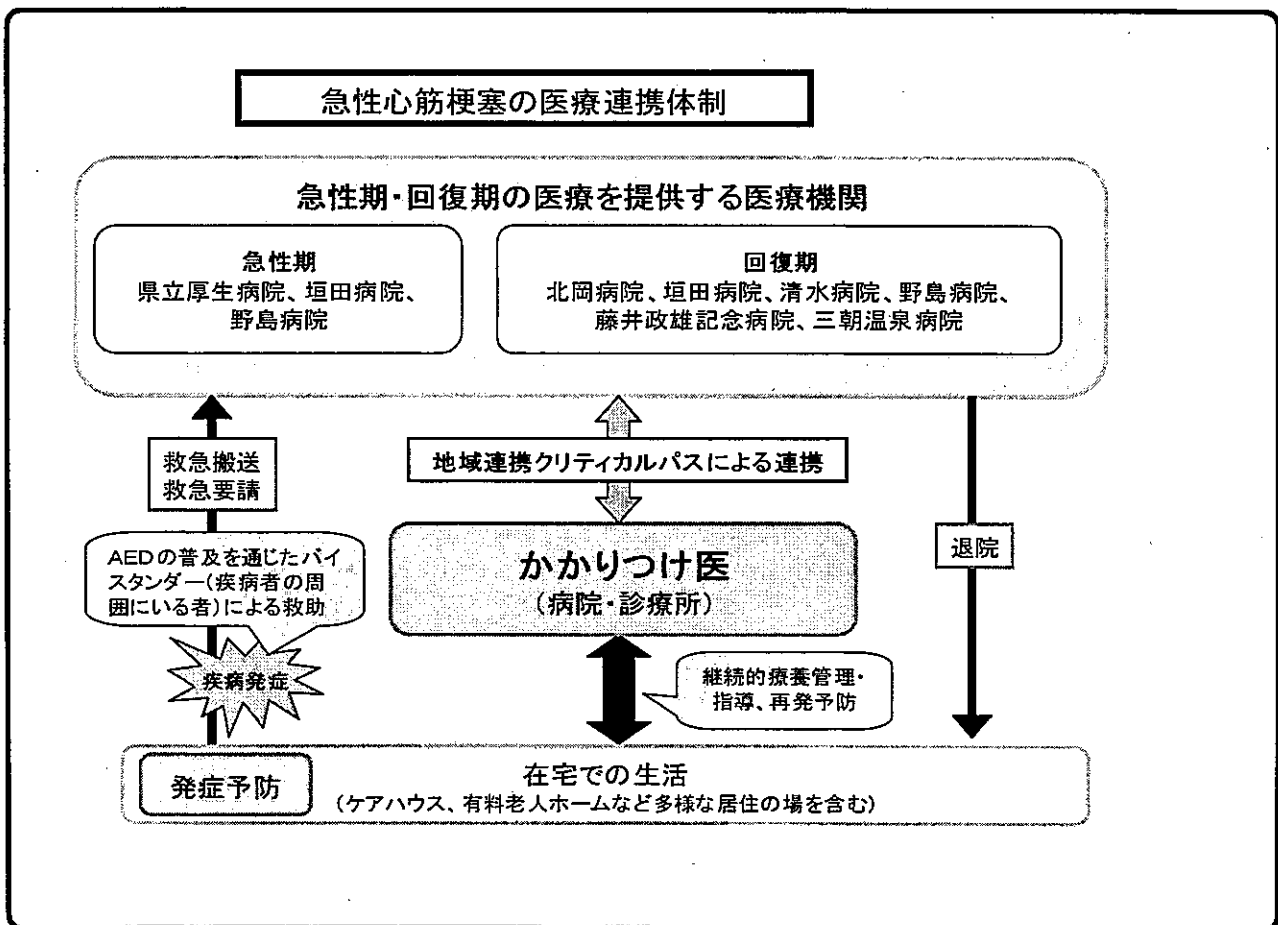 急性心筋梗塞の医療連携体制
急性期・回復期の医療を提供する医療機関
急性期
県立厚生病院、垣田病院、
野島病院
回復期
北岡病院、垣田病院、清水病院、野島病院、
藤井政雄記念病院、三朝温泉病院
救急搬送
救急要請
地域連携クリティカルパスによる連携
退院
AEDの普及を通じたバイ
スタンダー(疾病者の周
囲にいる者)による救助
かかりつけ医
(病院・診療所)
疾病発症
継続的療養管理・
指導、再発予防
発症予防
在宅での生活
(ケアハウス、有料老人ホームなど多様な居住の場を含む)